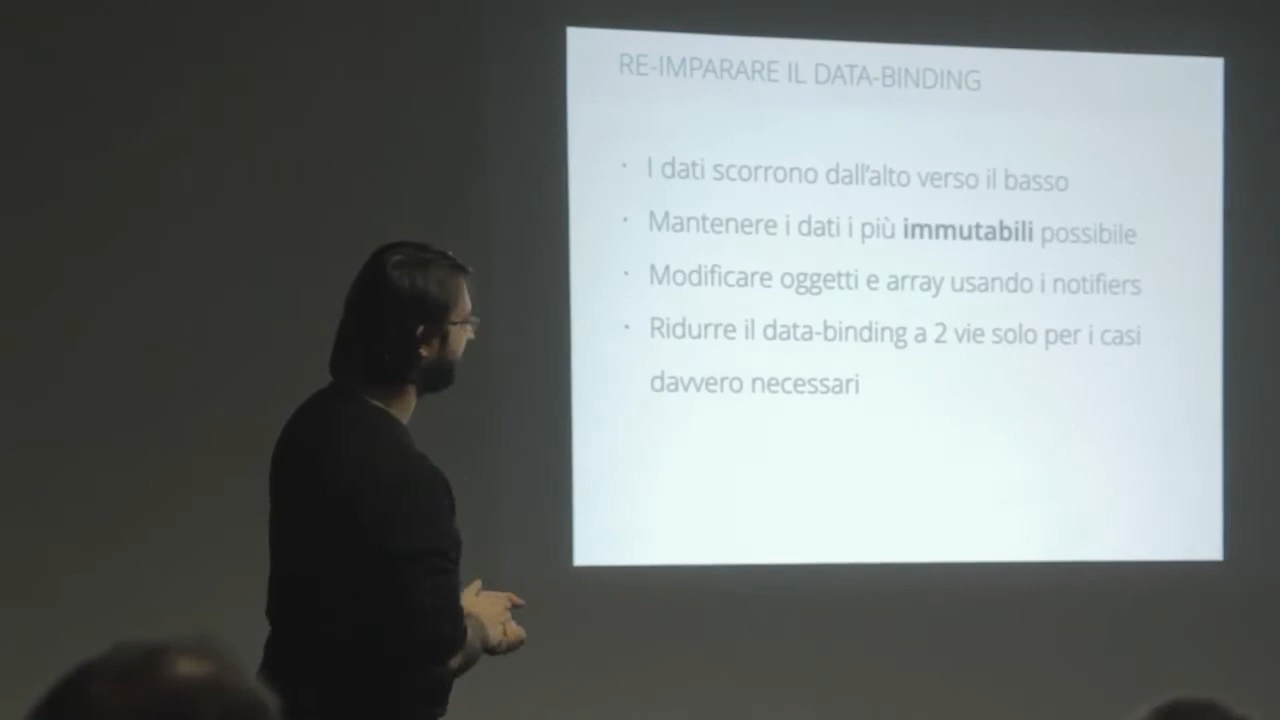 RE-IMPARARE IL DATA-BINDING
· I dati scorrono dall'alto verso il basso
· Mantenere i dati i più immutabili possibile
· Modificare oggetti e array usando i notifiers
· Ridurre il data-binding a 2 vie solo per i casi
davvero necessari